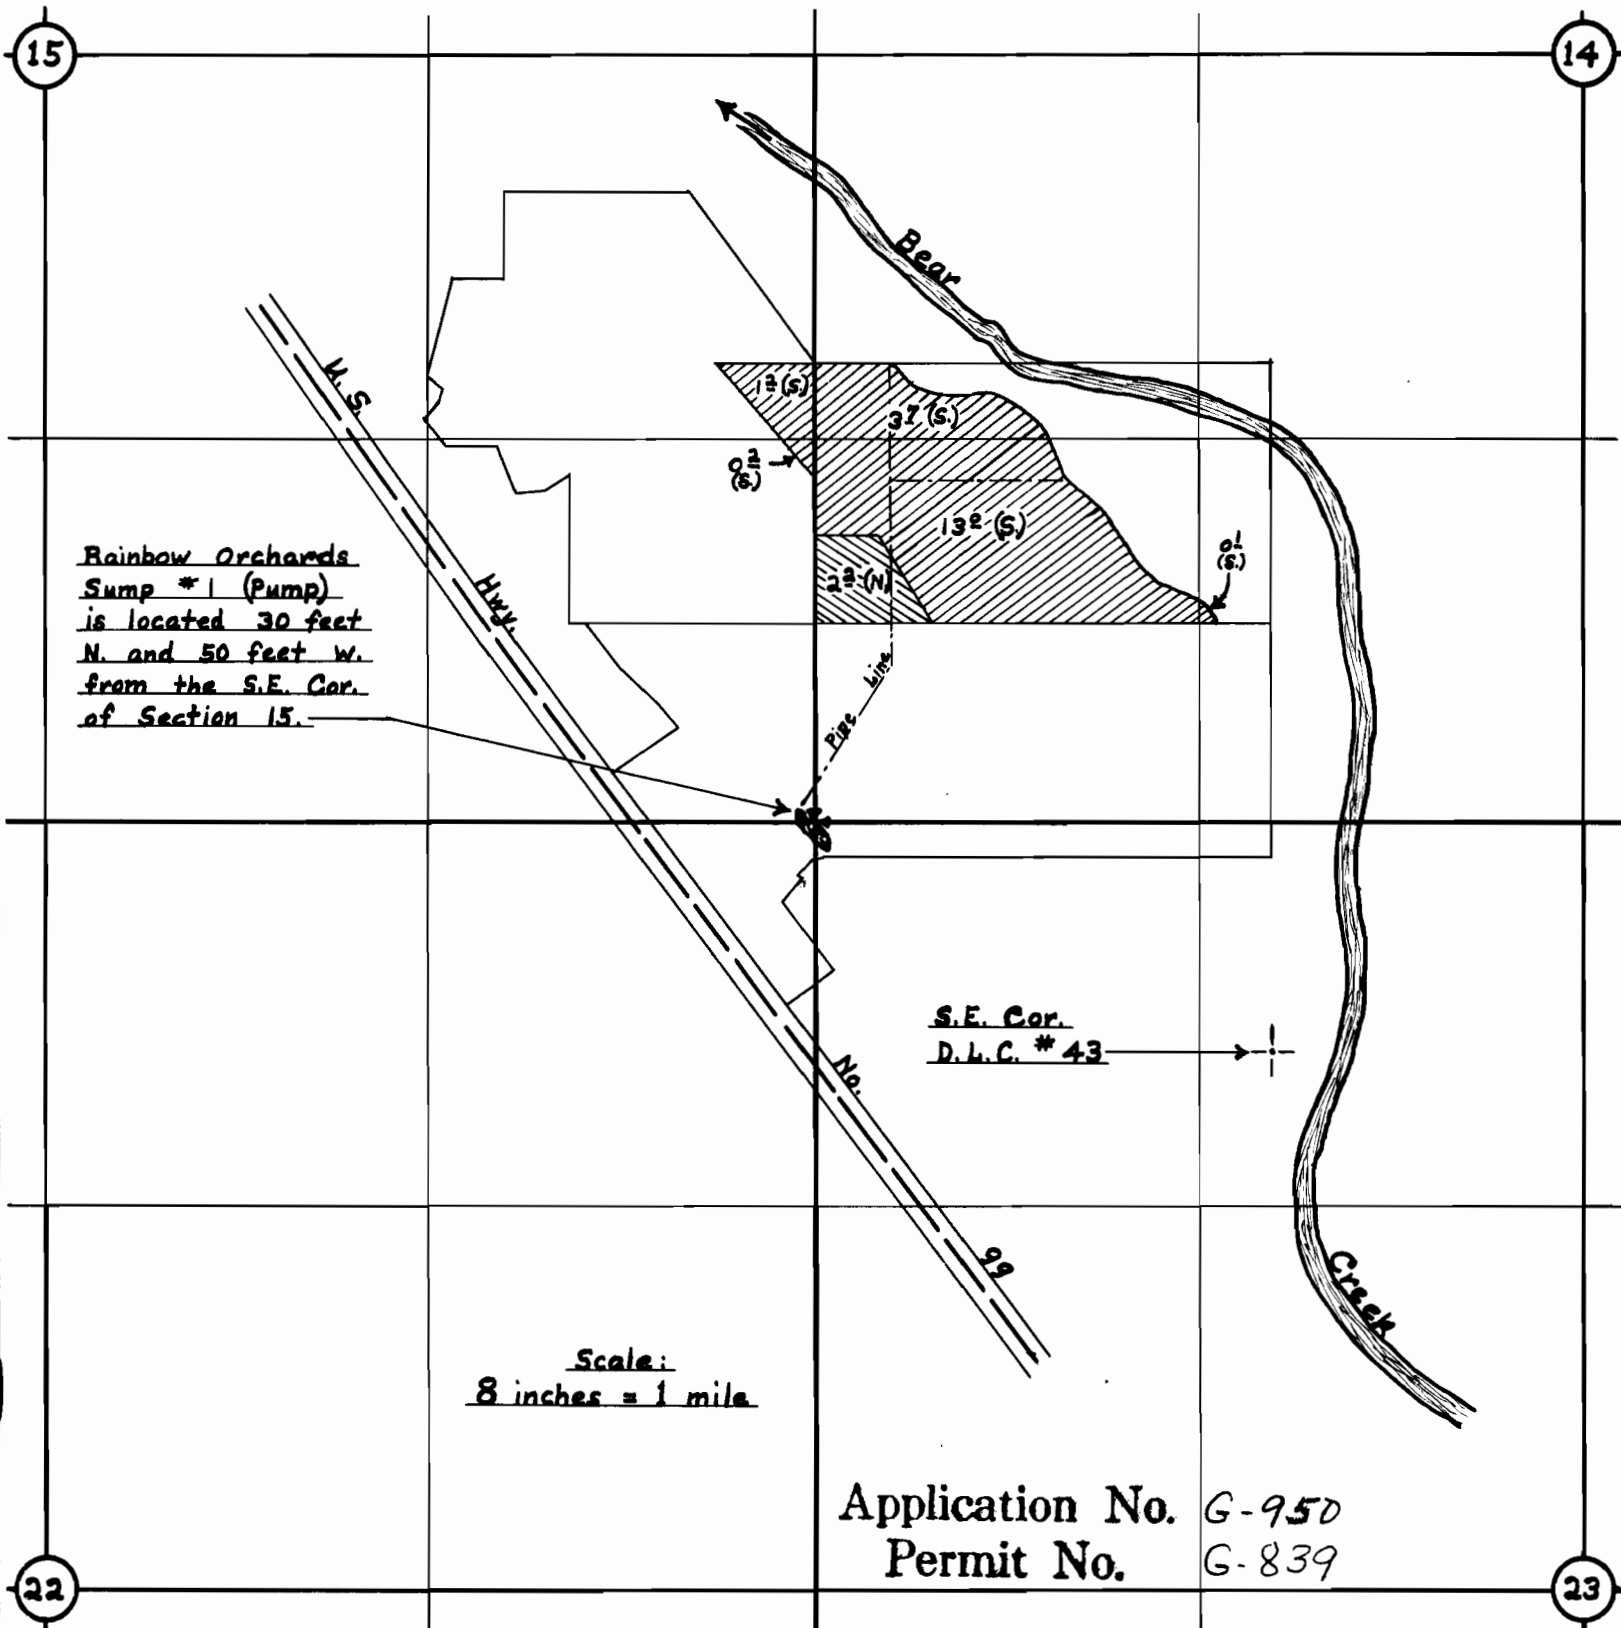 15
14
Bear
U. S.
1.2 (S.)
3.7 (S.)
0.2
(S.)
13.0 (S.)
0.1
(S.)
Rainbow Orchards
Sump #1 (Pump)
is located 30 feet
N. and 50 feet W.
from the S.E. Cor.
of Section 15.
Hwy.
2.2 (N.)
Pipe Line
S.E. Cor.
D.L.C. #43
No.
99
Creek
Scale:
8 inches = 1 mile
Application No. G-950
Permit No. G-839
22
23